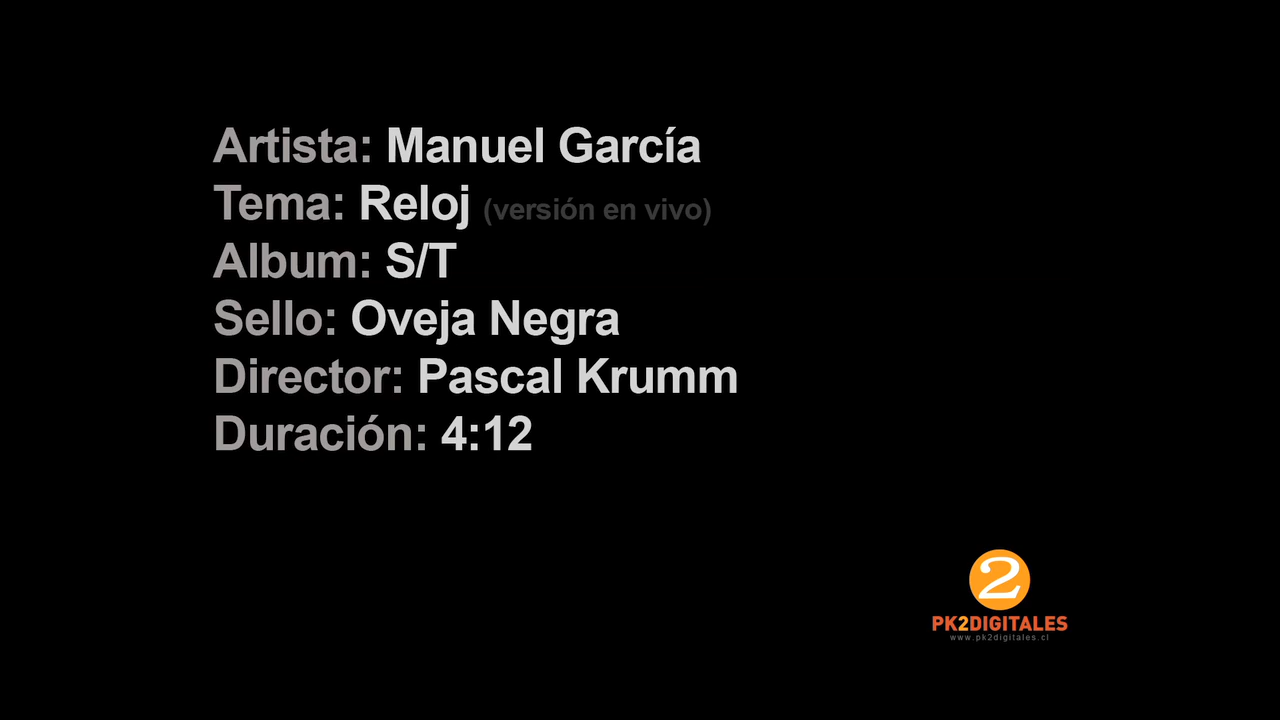 Artista: Manuel García
Tema: Reloj (versión en vivo)
Album: S/T
Sello: Oveja Negra
Director: Pascal Krumm
Duración: 4:12
2
PK2DIGITALES
www.pk2digitales.cl